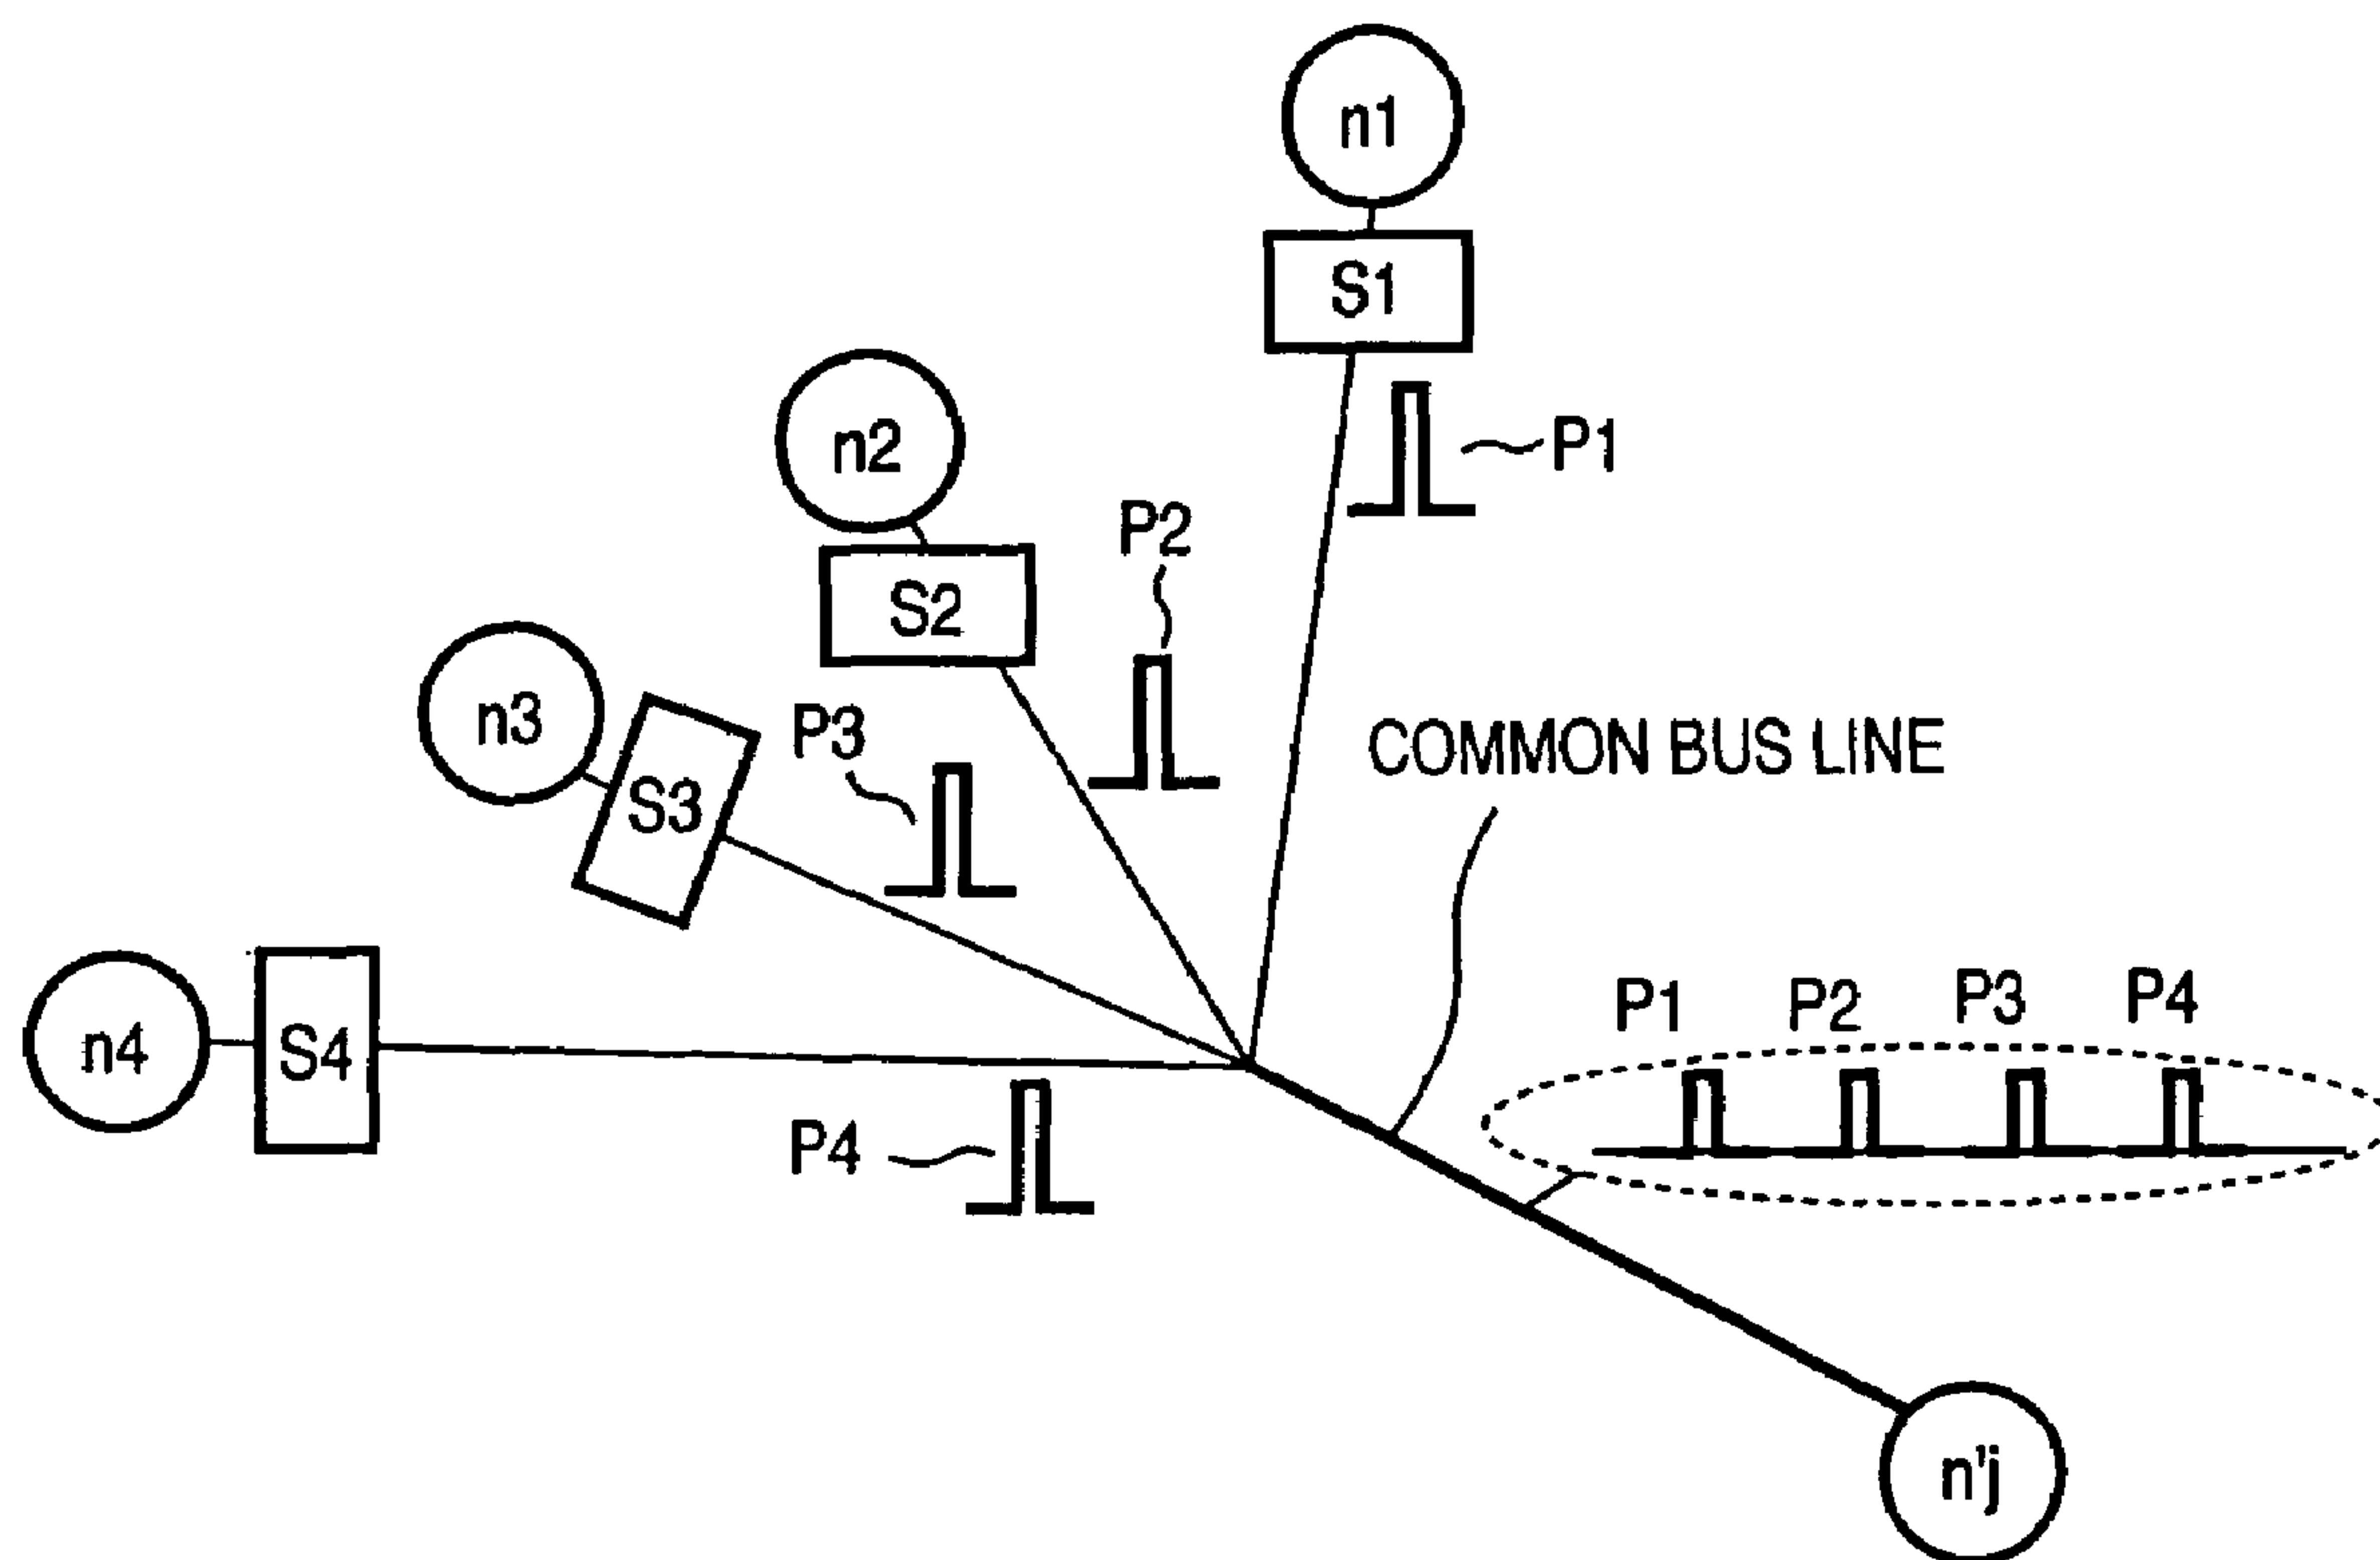 n1
S1
P1
n2
P2
S2
n3
P3
S3
COMMON BUS LINE
n4
S4
P1 P2 P3 P4
P4
n'j